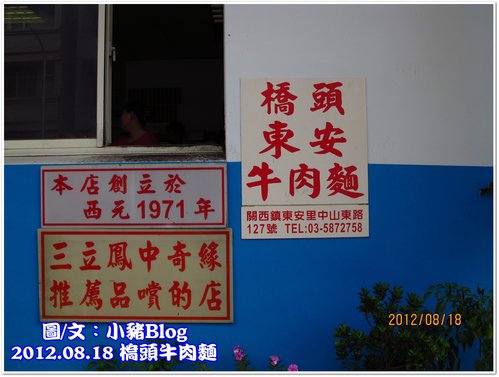 橋頭
東安
牛肉麵
關西鎮東安里中山東路
127號 TEL:03-5872758
本店創立於
西元1971年
三立鳳中奇緣
推薦品嚐的店
2012/08/18
圖/文：小豬Blog
2012.08.18 橋頭牛肉麵